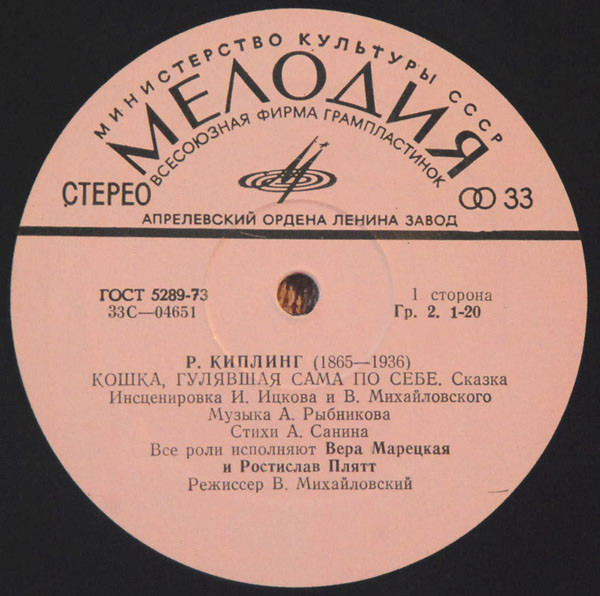 МИНИСТЕРСТВО КУЛЬТУРЫ СССР
МЕЛОДИЯ
ВСЕСОЮЗНАЯ ФИРМА ГРАМПЛАСТИНОК
СТЕРЕО
33
АПРЕЛЕВСКИЙ ОРДЕНА ЛЕНИНА ЗАВОД
ГОСТ 5289-73
33С—04651
1 сторона
Гр. 2. 1-20
Р. КИПЛИНГ (1865—1936)
КОШКА, ГУЛЯВШАЯ САМА ПО СЕБЕ. Сказка
Инсценировка И. Ицкова и В. Михайловского
Музыка А. Рыбникова
Стихи А. Санина
Все роли исполняют Вера Марецкая
и Ростислав Плятт
Режиссер В. Михайловский